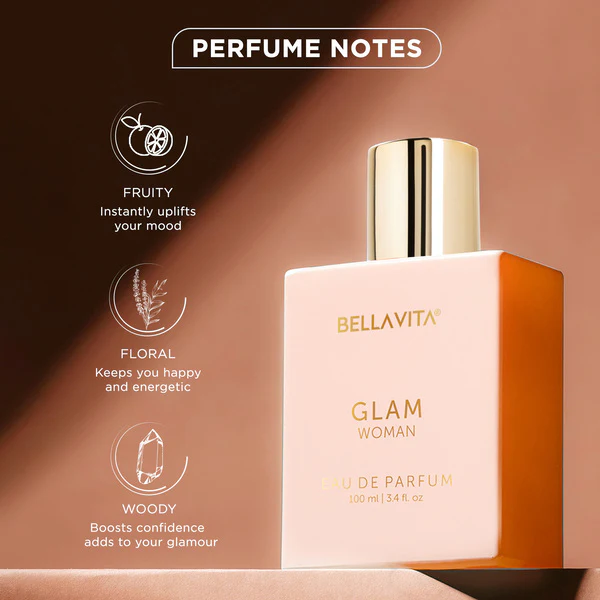 PERFUME NOTES
FRUITY
Instantly uplifts
your mood
FLORAL
Keeps you happy
and energetic
WOODY
Boosts confidence
adds to your glamour
BELLAVITA®
GLAM
WOMAN
EAU DE PARFUM
100 ml | 3.4 fl. oz